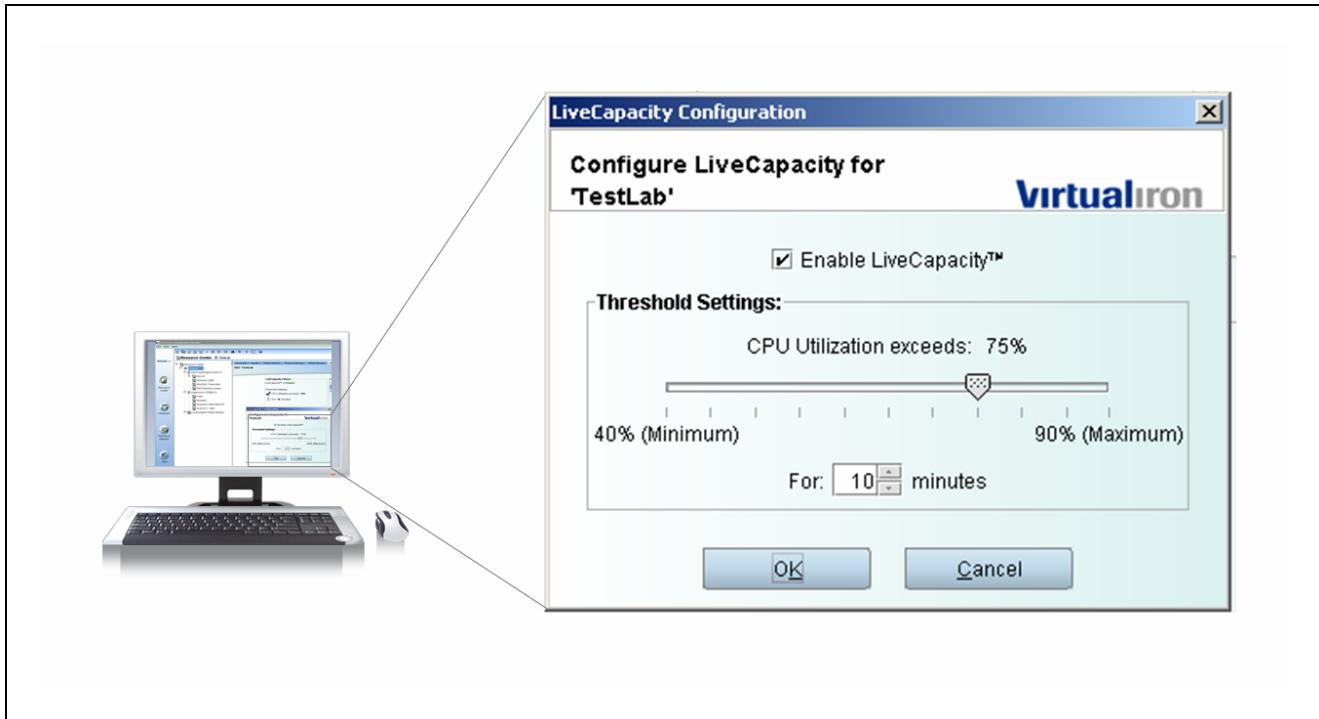 LiveCapacity Configuration
Configure LiveCapacity for
'TestLab'
Virtualiron
Enable LiveCapacity™
Threshold Settings:
CPU Utilization exceeds: 75%
40% (Minimum)
90% (Maximum)
For: 10 minutes
OK
Cancel